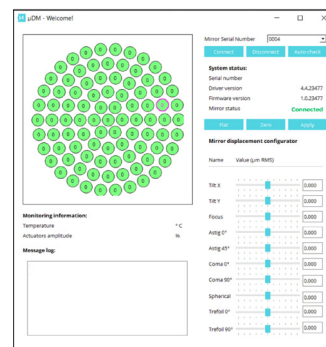 µDM - Welcome!
Mirror Serial Number 0004
Connect Disconnect Auto check
System status:
Serial number
Driver version 4.4.23477
Firmware version 1.0.23477
Mirror status Connected
Flat Zero Apply
Mirror displacement configurator
Name Value (µm RMS)
Tilt X 0.000
Tilt Y 0.000
Focus 0.000
Astig 0° 0.000
Astig 45° 0.000
Coma 0° 0.000
Coma 90° 0.000
Spherical 0.000
Trefoil 0° 0.000
Trefoil 90° 0.000
Monitoring information:
Temperature ° C
Actuators amplitude %
Message log: